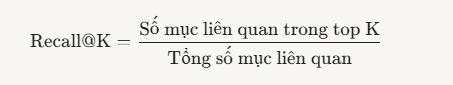 Recall@K = Số mục liên quan trong top K
Tổng số mục liên quan